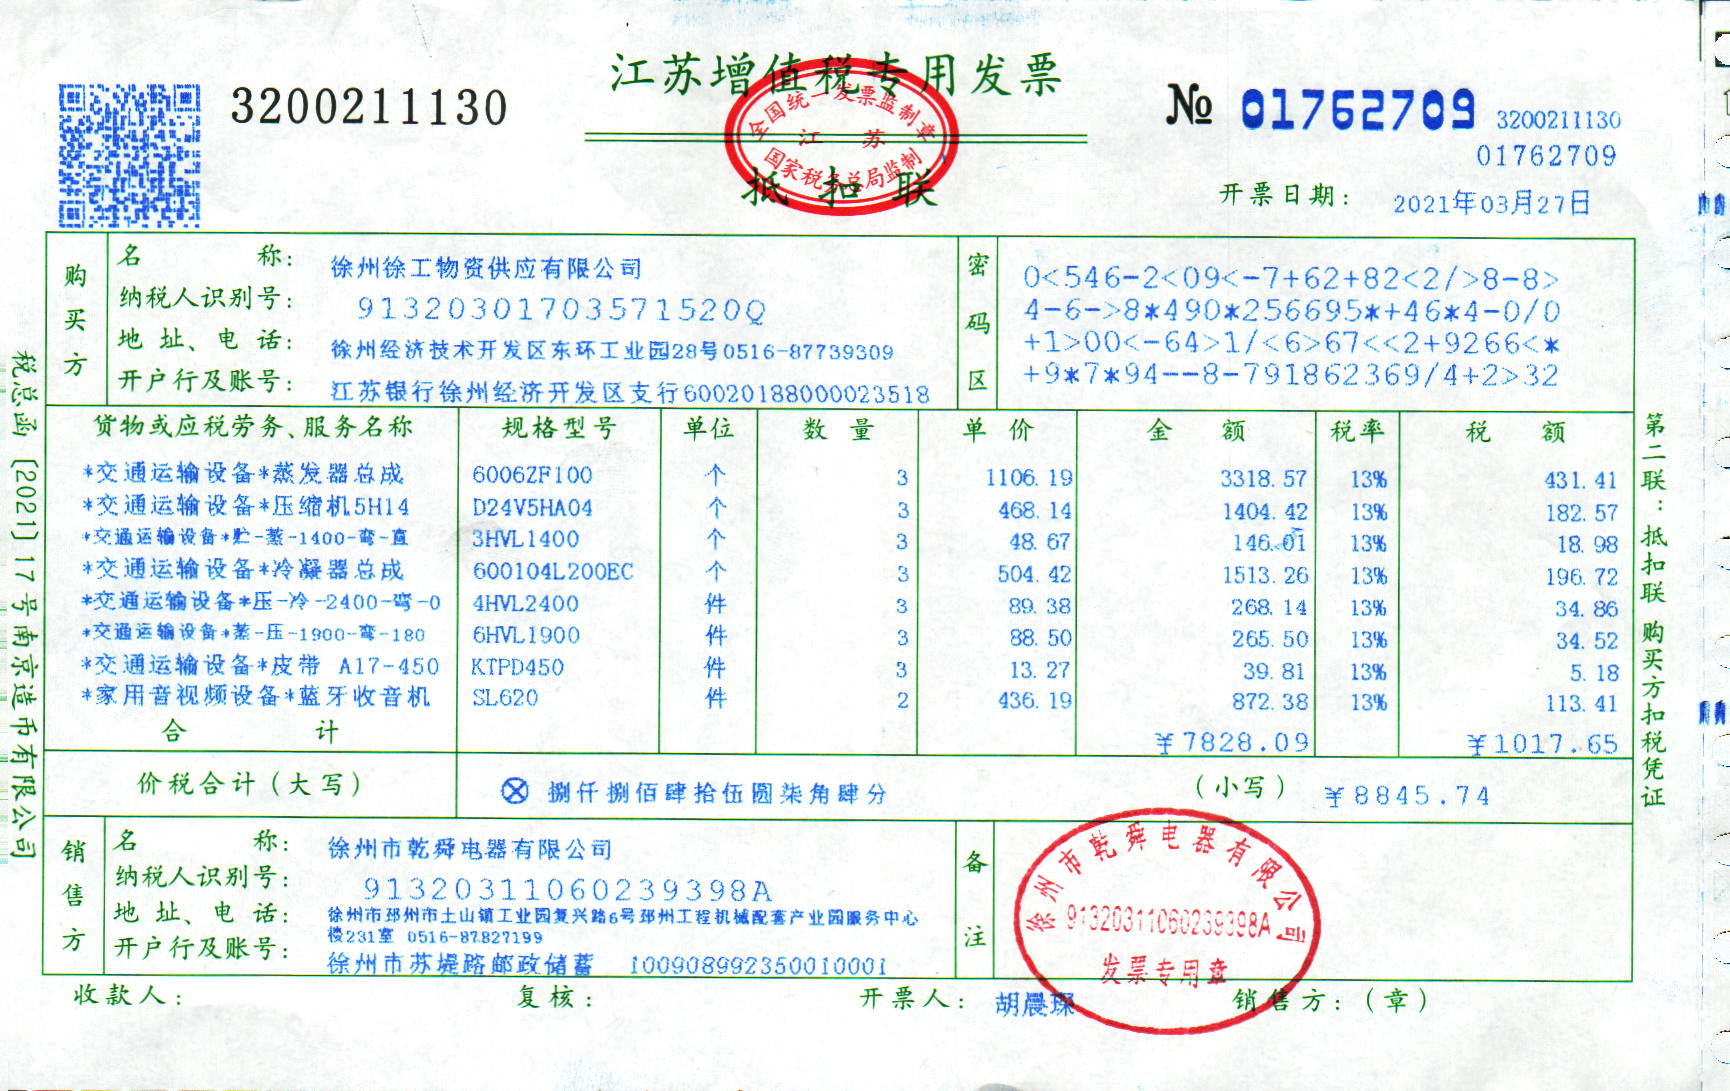 江苏增值税专用发票
3200211130
№ 01762709
3200211130
01762709
全国统一发票监制章
江 苏
国家税务总局监制
抵扣联
开票日期: 2021年03月27日
购买方
名 称: 徐州徐工物资供应有限公司
纳税人识别号: 91320301703571520Q
地 址、电 话: 徐州经济技术开发区东环工业园28号0516-87739309
开户行及账号: 江苏银行徐州经济开发区支行60020188000023518
密码区
0<546-2<09<-7+62+82<2/>8-8>
4-6->8*490*256695*+46*4-0/0
+1>00<-64>1/<6>67<<2+9266<*
+9*7*94--8-791862369/4+2>32
货物或应税劳务、服务名称 规格型号 单位 数 量 单 价 金 额 税率 税 额
*交通运输设备*蒸发器总成 6006ZF100 个 3 1106.19 3318.57 13% 431.41
*交通运输设备*压缩机5H14 D24V5HA04 个 3 468.14 1404.42 13% 182.57
*交通运输设备*贮-蒸-1400-弯-直 3HVL1400 个 3 48.67 146.01 13% 18.98
*交通运输设备*冷凝器总成 600104L200EC 个 3 504.42 1513.26 13% 196.72
*交通运输设备*压-冷-2400-弯-0 4HVL2400 件 3 89.38 268.14 13% 34.86
*交通运输设备*蒸-压-1900-弯-180 6HVL1900 件 3 88.50 265.50 13% 34.52
*交通运输设备*皮带 A17-450 KTPD450 件 3 13.27 39.81 13% 5.18
*家用音视频设备*蓝牙收音机 SL620 件 2 436.19 872.38 13% 113.41
合 计 ¥7828.09 ¥1017.65
价税合计(大写) ⊗ 捌仟捌佰肆拾伍圆柒角肆分 (小写) ¥8845.74
销售方
名 称: 徐州市乾舜电器有限公司
纳税人识别号: 91320311060239398A
地 址、电 话: 徐州市邳州市土山镇工业园复兴路6号邳州工程机械配套产业园服务中心
楼231室 0516-87827199
开户行及账号: 徐州市苏堤路邮政储蓄 100908992350010001
备注
徐州市乾舜电器有限公司
91320311060239398A
发票专用章
收款人: 复核: 开票人: 胡晨琛 销售方:(章)
税总函[2021]17号南京造币有限公司
第二联:抵扣联 购买方扣税凭证